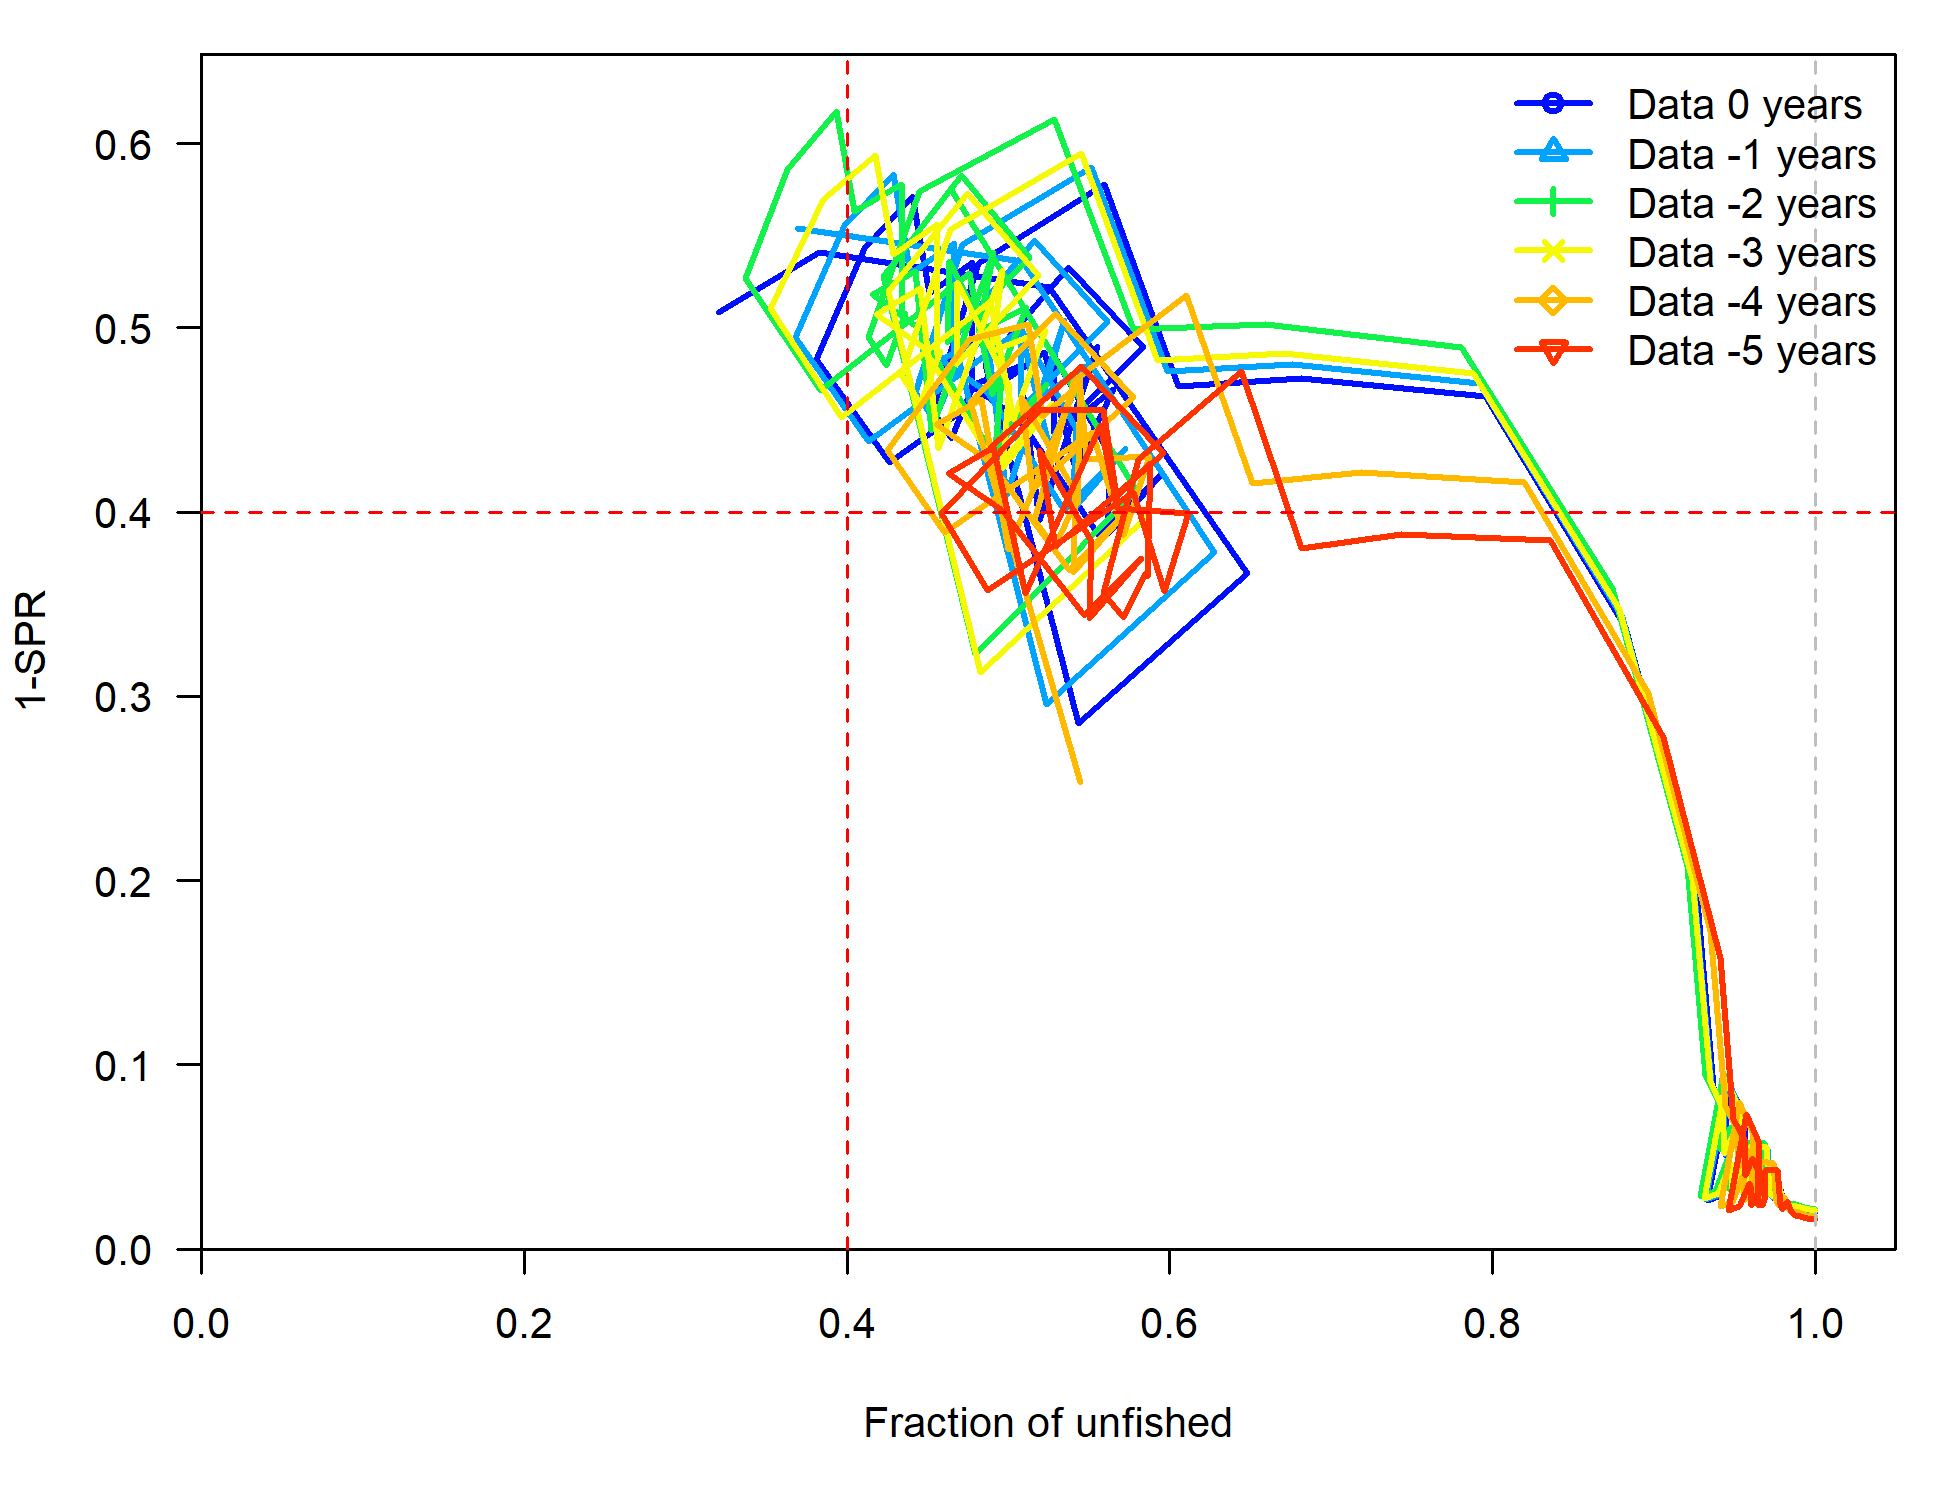 Data 0 years
Data -1 years
Data -2 years
Data -3 years
Data -4 years
Data -5 years
0.6
0.5
0.4
0.3
0.2
0.1
0.0
1-SPR
0.0 0.2 0.4 0.6 0.8 1.0
Fraction of unfished